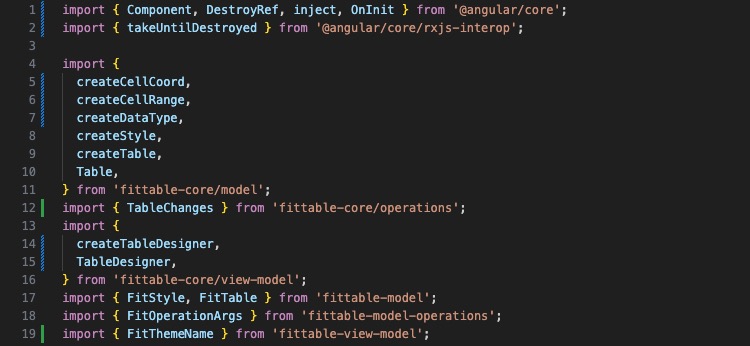 1 import { Component, DestroyRef, inject, OnInit } from '@angular/core';
2 import { takeUntilDestroyed } from '@angular/core/rxjs-interop';
3
4 import {
5   createCellCoord,
6   createCellRange,
7   createDataType,
8   createStyle,
9   createTable,
10   Table,
11 } from 'fittable-core/model';
12 import { TableChanges } from 'fittable-core/operations';
13 import {
14   createTableDesigner,
15   TableDesigner,
16 } from 'fittable-core/view-model';
17 import { FitStyle, FitTable } from 'fittable-model';
18 import { FitOperationArgs } from 'fittable-model-operations';
19 import { FitThemeName } from 'fittable-view-model';